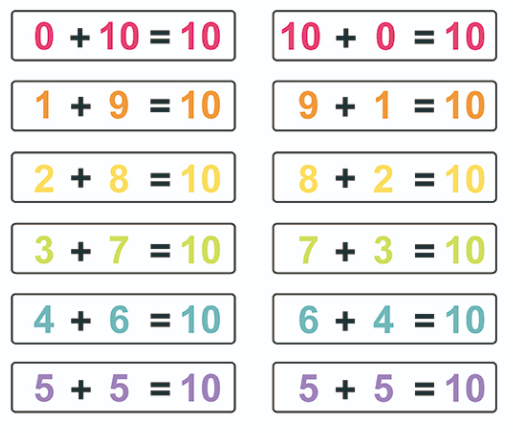 0 + 10 = 10
10 + 0 = 10
1 + 9 = 10
9 + 1 = 10
2 + 8 = 10
8 + 2 = 10
3 + 7 = 10
7 + 3 = 10
4 + 6 = 10
6 + 4 = 10
5 + 5 = 10
5 + 5 = 10